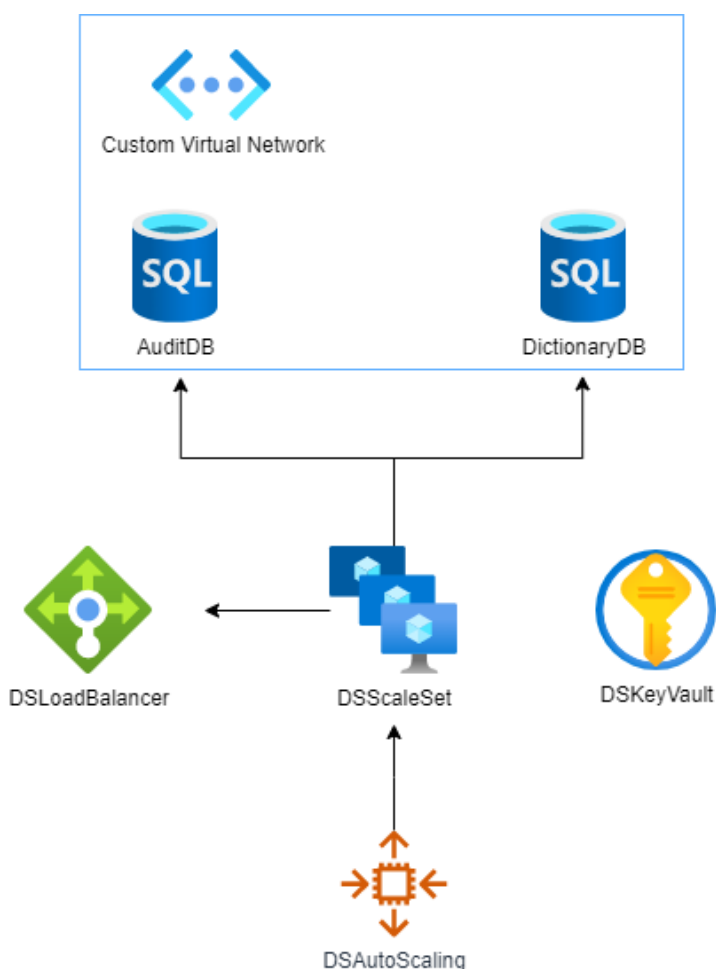 Custom Virtual Network
SQL
SQL
AuditDB
DictionaryDB
DSLoadBalancer
DSScaleSet
DSKeyVault
DSAutoScaling